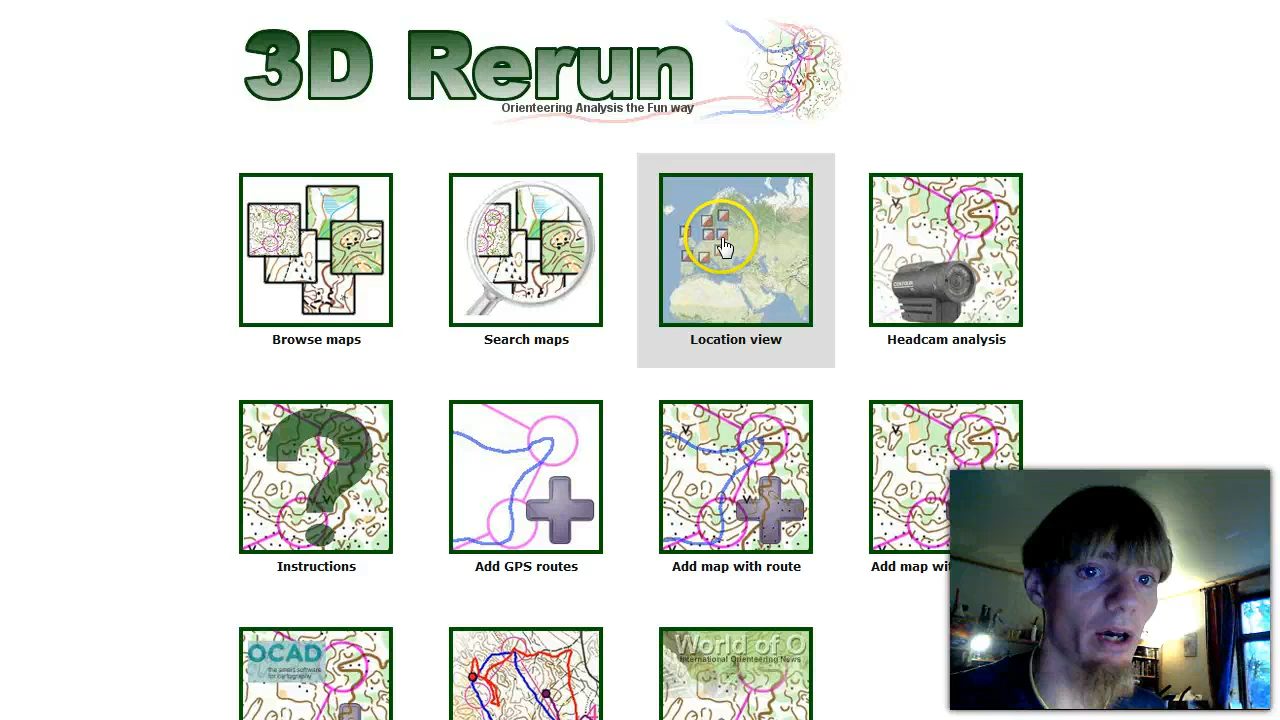 3D Rerun
Orienteering Analysis the Fun way
Browse maps
Search maps
Location view
Headcam analysis
Instructions
Add GPS routes
Add map with route
Add map
OCAD
the smart software
for cartography
World of O
International Orienteering News